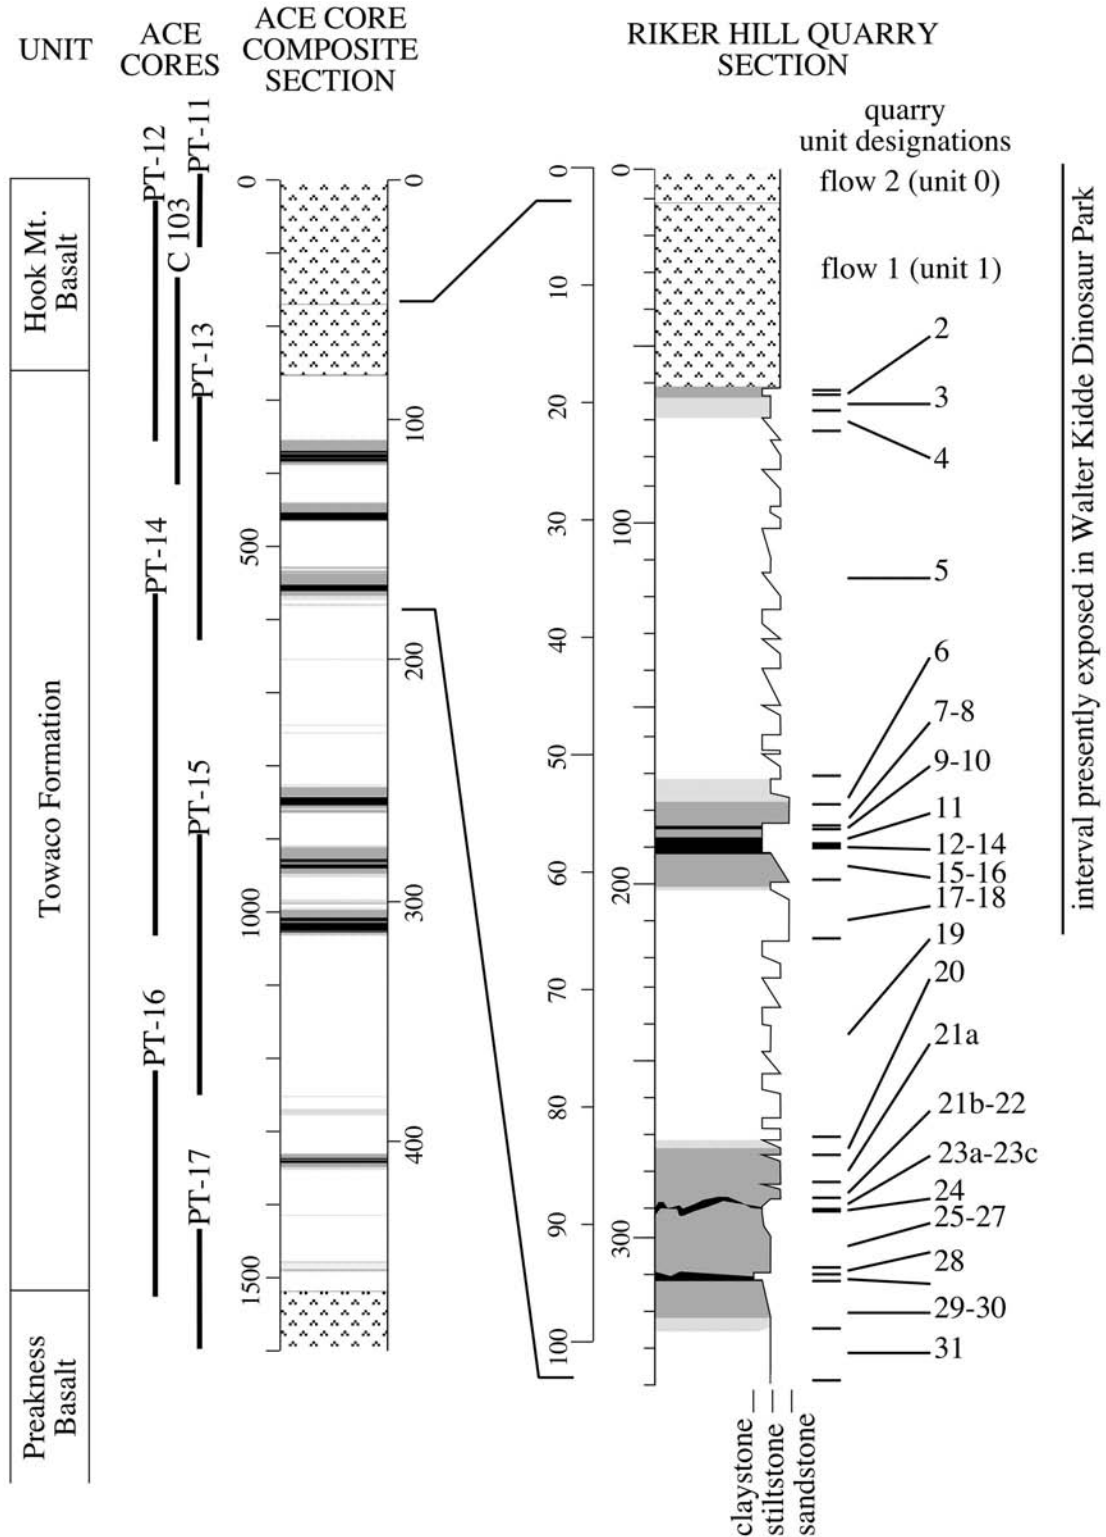 UNIT
ACE
CORES
ACE CORE
COMPOSITE
SECTION
RIKER HILL QUARRY
SECTION
quarry
unit designations
Hook Mt.
Basalt
Towaco Formation
Preakness
Basalt
PT-12
PT-11
C 103
PT-13
PT-14
PT-15
PT-16
PT-17
0
500
1000
1500
0
100
200
300
400
0
10
20
30
40
50
60
70
80
90
100
0
100
200
300
flow 2 (unit 0)
flow 1 (unit 1)
2
3
4
5
6
7-8
9-10
11
12-14
15-16
17-18
19
20
21a
21b-22
23a-23c
24
25-27
28
29-30
31
interval presently exposed in Walter Kidde Dinosaur Park
claystone
stiltstone
sandstone